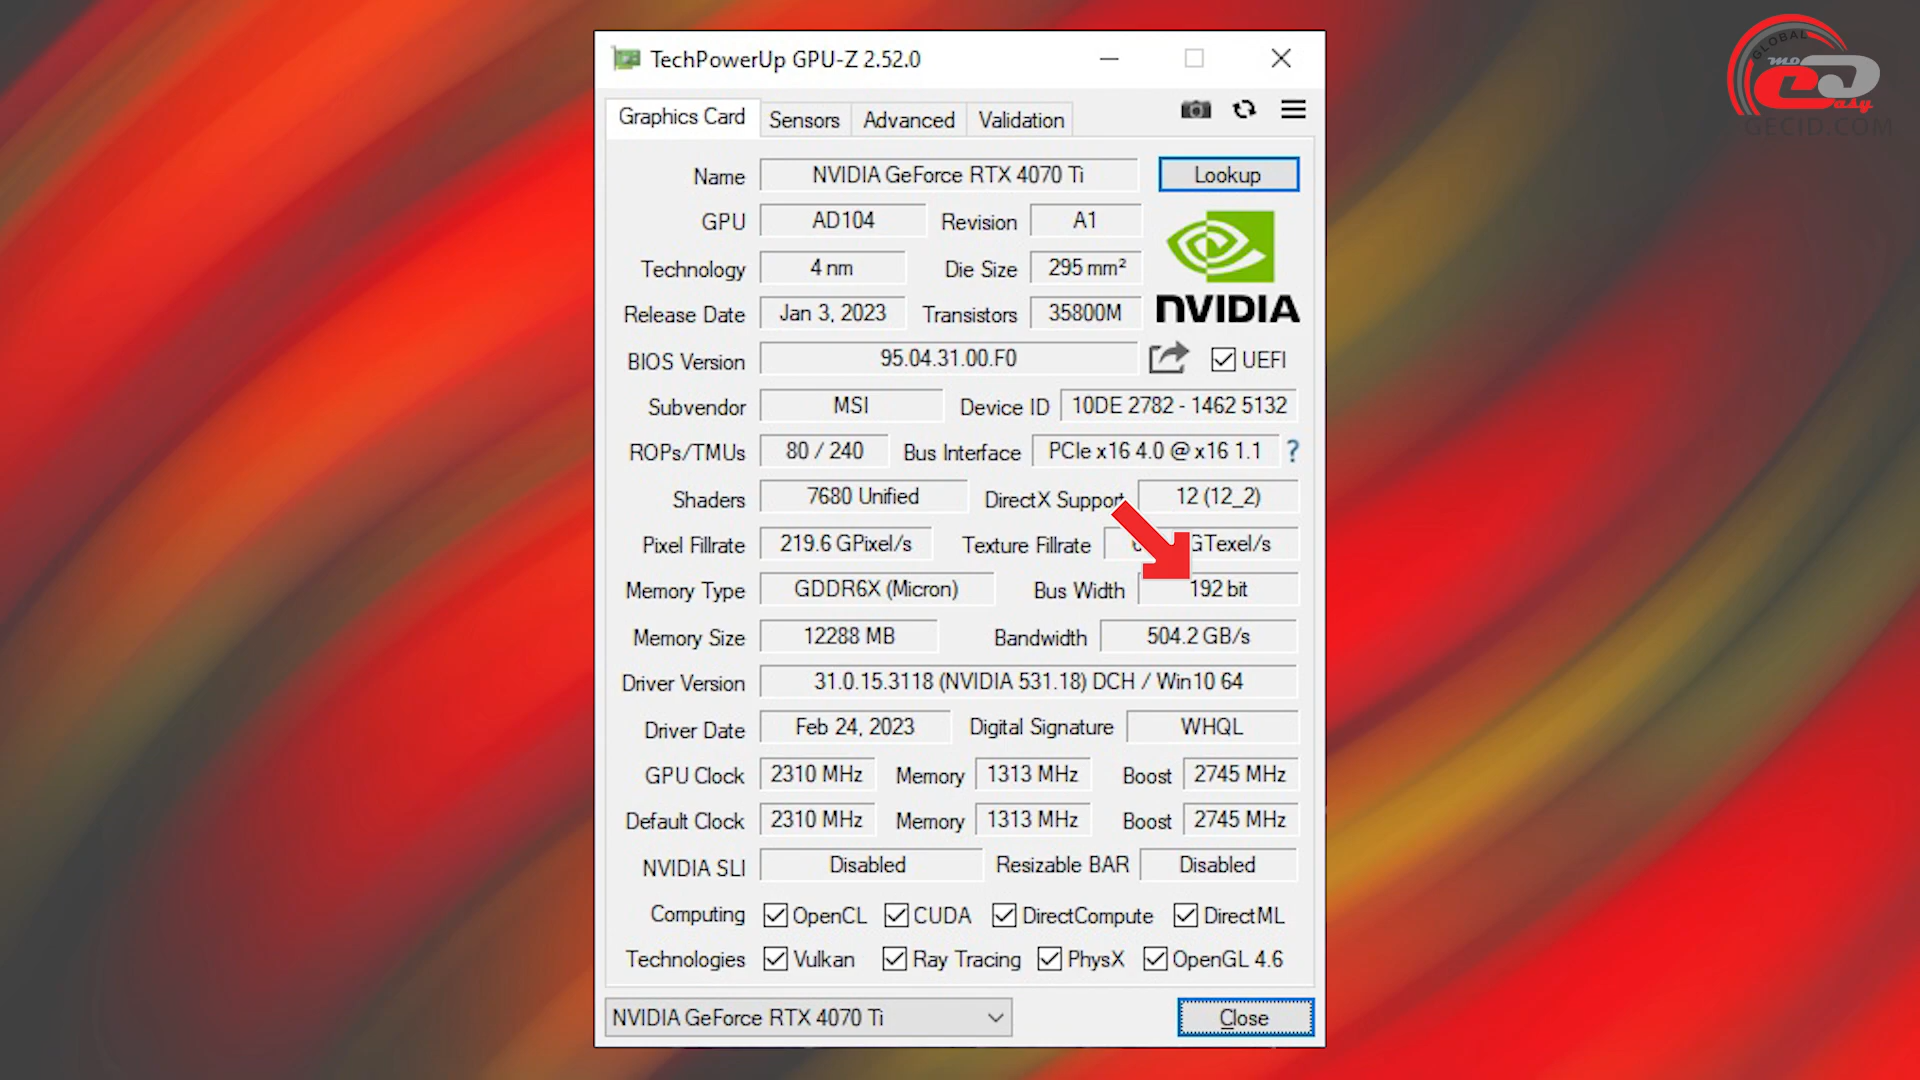 GLOBAL
MO
easy
GECID.COM
TechPowerUp GPU-Z 2.52.0
Graphics Card Sensors Advanced Validation
Name NVIDIA GeForce RTX 4070 Ti Lookup
GPU AD104 Revision A1
Technology 4 nm Die Size 295 mm²
Release Date Jan 3, 2023 Transistors 35800M
NVIDIA
BIOS Version 95.04.31.00.F0 UEFI
Subvendor MSI Device ID 10DE 2782 - 1462 5132
ROPs/TMUs 80 / 240 Bus Interface PCIe x16 4.0 @ x16 1.1 ?
Shaders 7680 Unified DirectX Support 12 (12_2)
Pixel Fillrate 219.6 GPixel/s Texture Fillrate GTexel/s
Memory Type GDDR6X (Micron) Bus Width 192 bit
Memory Size 12288 MB Bandwidth 504.2 GB/s
Driver Version 31.0.15.3118 (NVIDIA 531.18) DCH / Win10 64
Driver Date Feb 24, 2023 Digital Signature WHQL
GPU Clock 2310 MHz Memory 1313 MHz Boost 2745 MHz
Default Clock 2310 MHz Memory 1313 MHz Boost 2745 MHz
NVIDIA SLI Disabled Resizable BAR Disabled
Computing OpenCL CUDA DirectCompute DirectML
Technologies Vulkan Ray Tracing PhysX OpenGL 4.6
NVIDIA GeForce RTX 4070 Ti Close